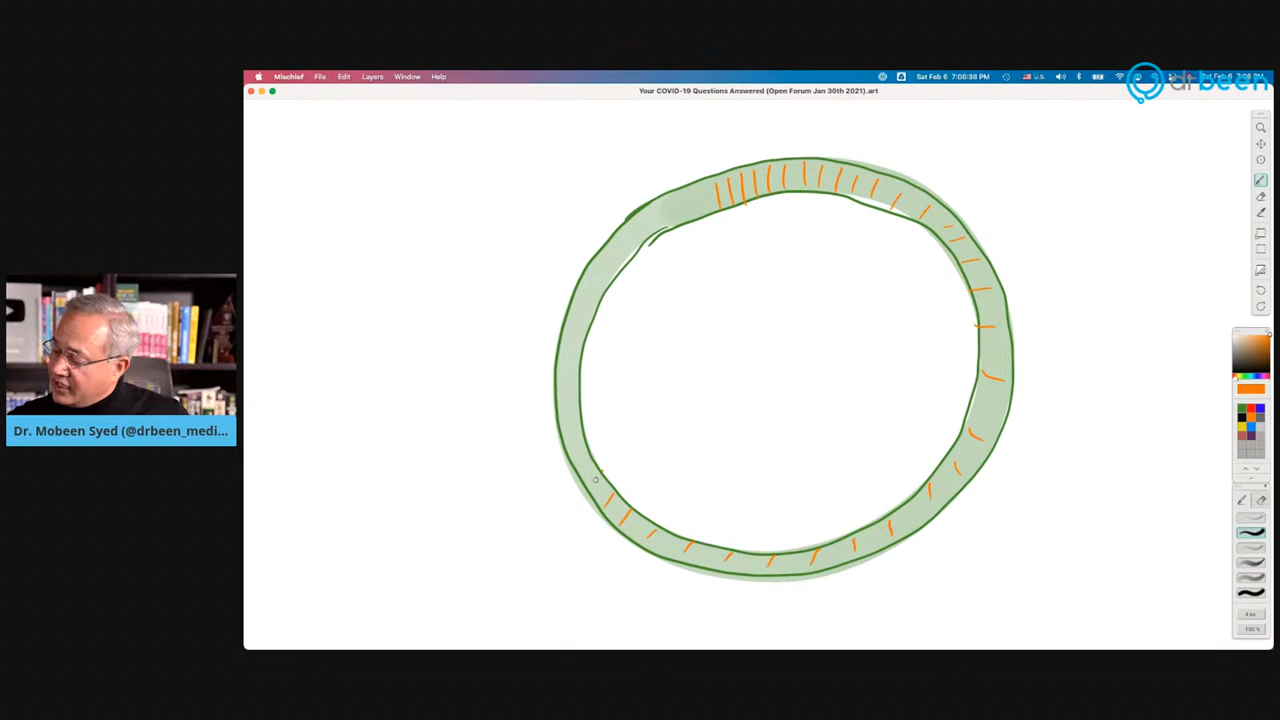 Mischief File Edit Layers Window Help
U.S. Sat Feb 6 7:06:38 PM
drbeen
Your COVID-19 Questions Answered (Open Forum Jan 30th 2021).art
Dr. Mobeen Syed (@drbeen_medi...